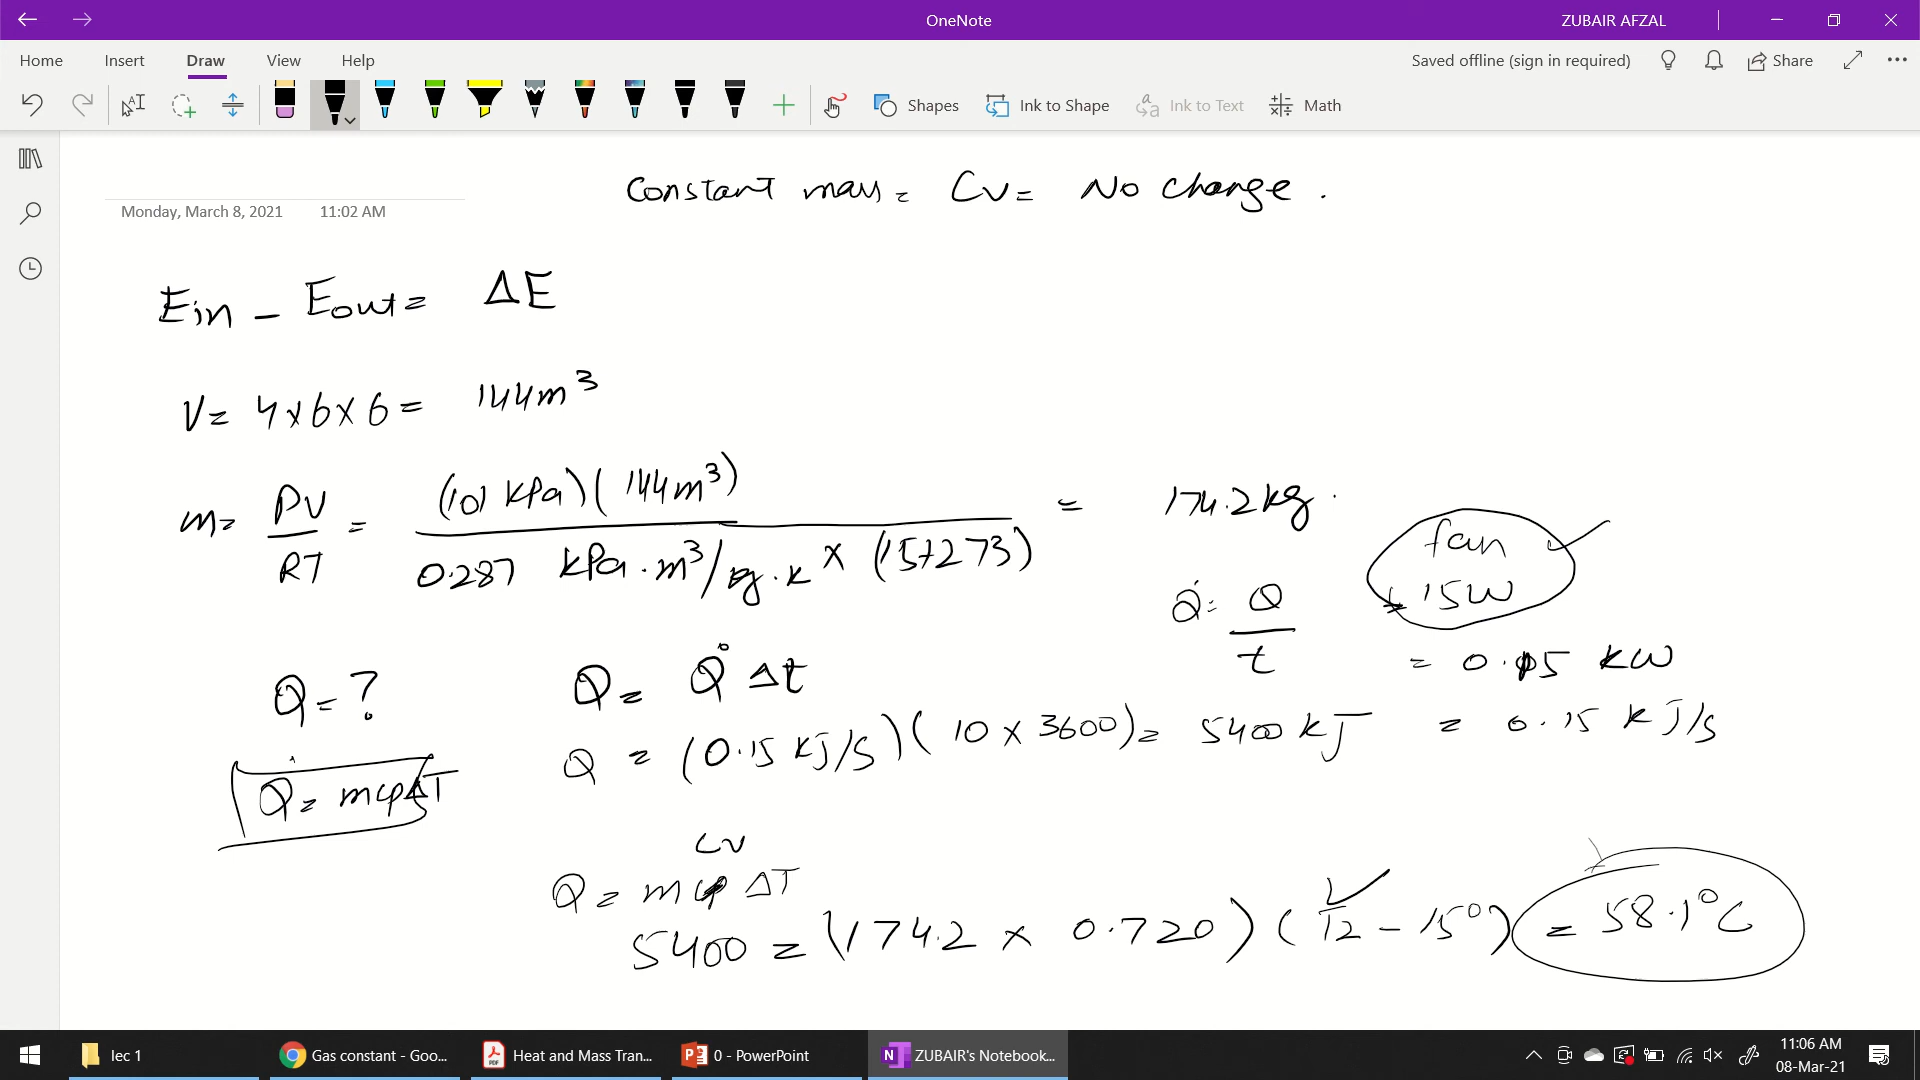 OneNote
ZUBAIR AFZAL
Home Insert Draw View Help
Saved offline (sign in required) Share
Shapes Ink to Shape Ink to Text Math
Monday, March 8, 2021 11:02 AM
Constant mass = Cv = No change .
Ein - Eout = ΔE
V = 4x6x6 = 144m³
m = PV/RT = (101 kPa)(144m³) / 0.287 kPa.m³/kg.K x (15+273) = 174.2kg.
fan
15W
Q̇ = Q/t
= 0.15 kW
= 0.15 kJ/s
Q = ? Q = Q̇ Δt
Q = (0.15 kJ/s)(10 x 3600) = 5400 kJ
Q̇ = mcpΔT
Cv
Q = mcp ΔT
5400 = (174.2 x 0.720) (T2 - 15°) = 58.1°C
lec 1
Gas constant - Goo...
Heat and Mass Tran...
0 - PowerPoint
ZUBAIR's Notebook...
11:06 AM
08-Mar-21